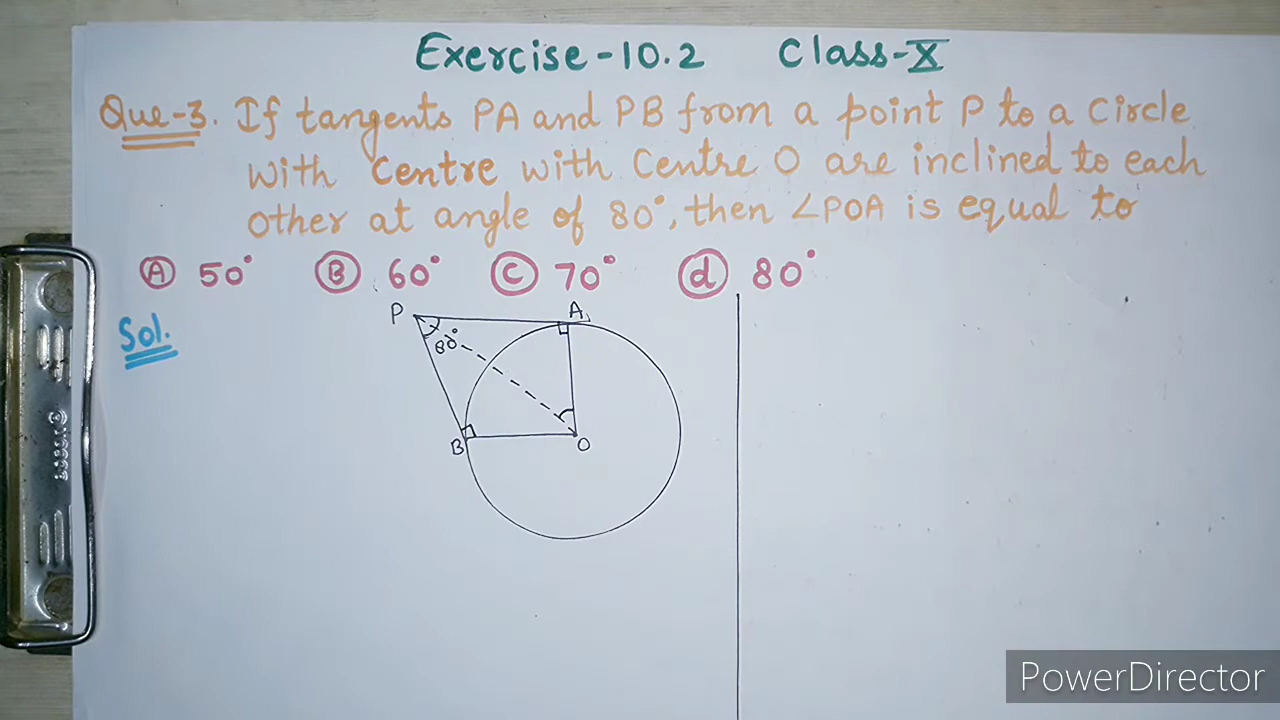 Exercise-10.2 Class-X
Que-3. If tangents PA and PB from a point P to a circle
with centre with centre O are inclined to each
other at angle of 80°, then ∠POA is equal to
(A) 50° (B) 60° (C) 70° (d) 80°
Sol.
P A
80°
B O
PowerDirector